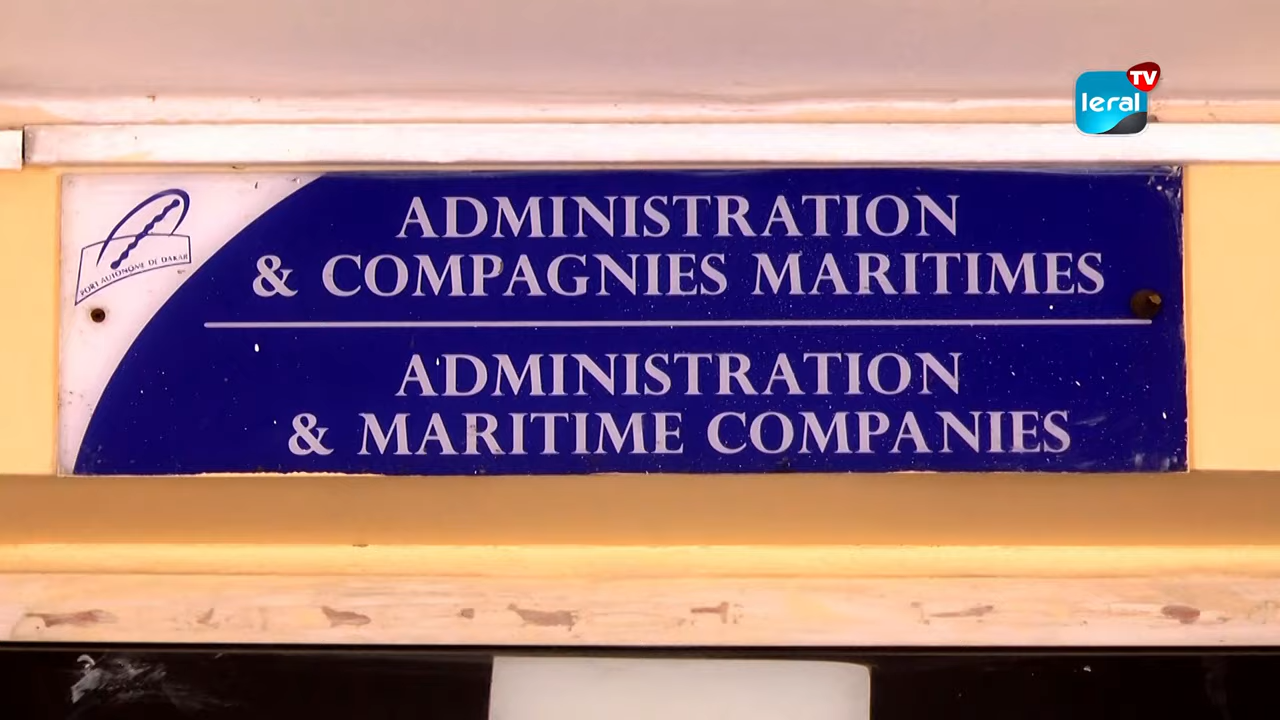 leral TV
PORT AUTONOME DE DAKAR
ADMINISTRATION
& COMPAGNIES MARITIMES
ADMINISTRATION
& MARITIME COMPANIES